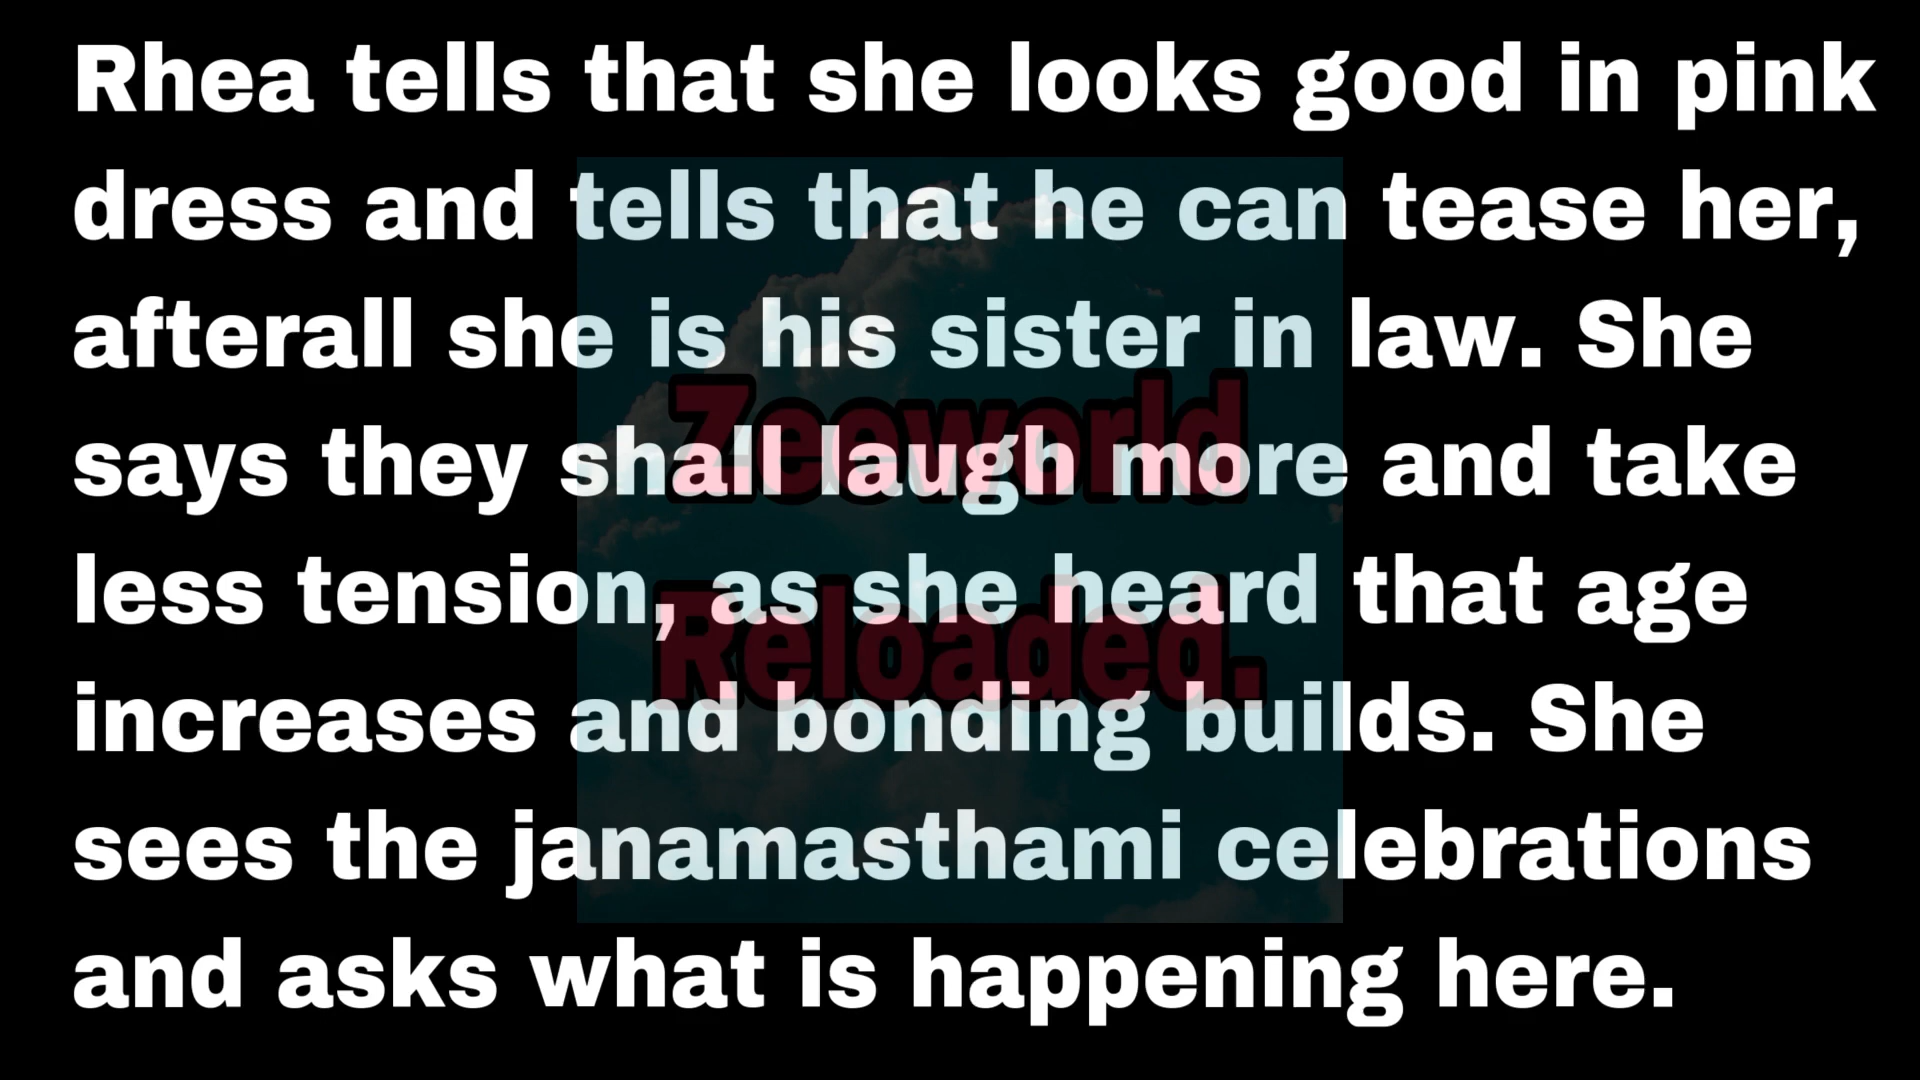 Rhea tells that she looks good in pink
dress and tells that he can tease her,
afterall she is his sister in law. She
says they shall laugh more and take
less tension, as she heard that age
increases and bonding builds. She
sees the janamasthami celebrations
and asks what is happening here.
Zeeworld
Reloaded.